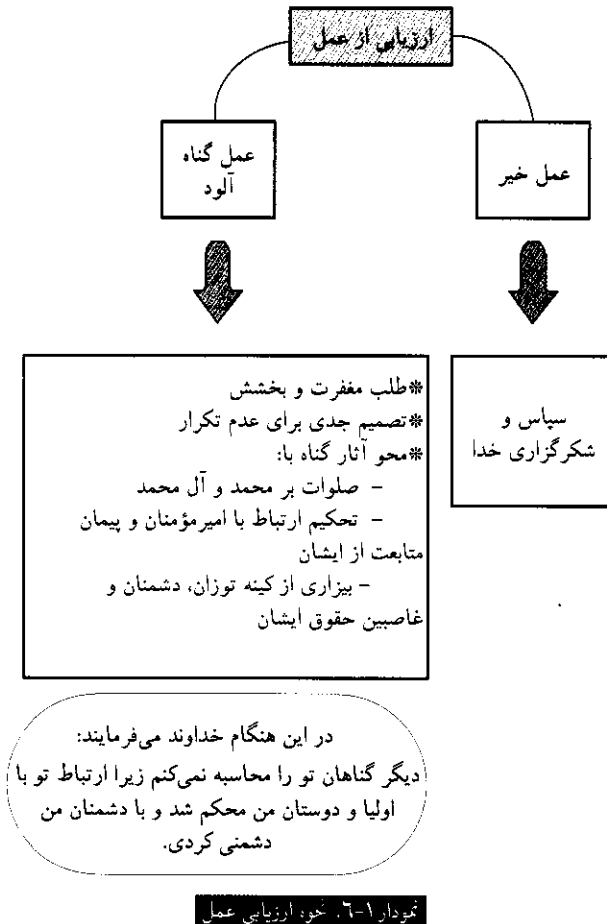 ارزیابی از عمل
عمل خیر
عمل گناه
آلود
سپاس و
شکرگزاری خدا
*طلب مغفرت و بخشش
*تصمیم جدی برای عدم تکرار
*محو آثار گناه با:
- صلوات بر محمد و آل محمد
- تحکیم ارتباط با امیرمؤمنان و پیمان
متابعت از ایشان
- بیزاری از کینه توزان، دشمنان و
غاصبین حقوق ایشان
در این هنگام خداوند می‌فرمایند:
دیگر گناهان تو را محاسبه نمی‌کنم زیرا ارتباط تو با
اولیا و دوستان من محکم شد و با دشمنان من
دشمنی کردی.
نمودار ۱-۶. نحوه ارزیابی عمل